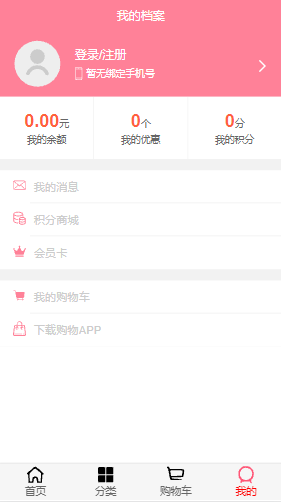 我的档案
登录/注册
暂无绑定手机号
0.00元 0个 0分
我的余额 我的优惠 我的积分
我的消息
积分商城
会员卡
我的购物车
下载购物APP
首页 分类 购物车 我的